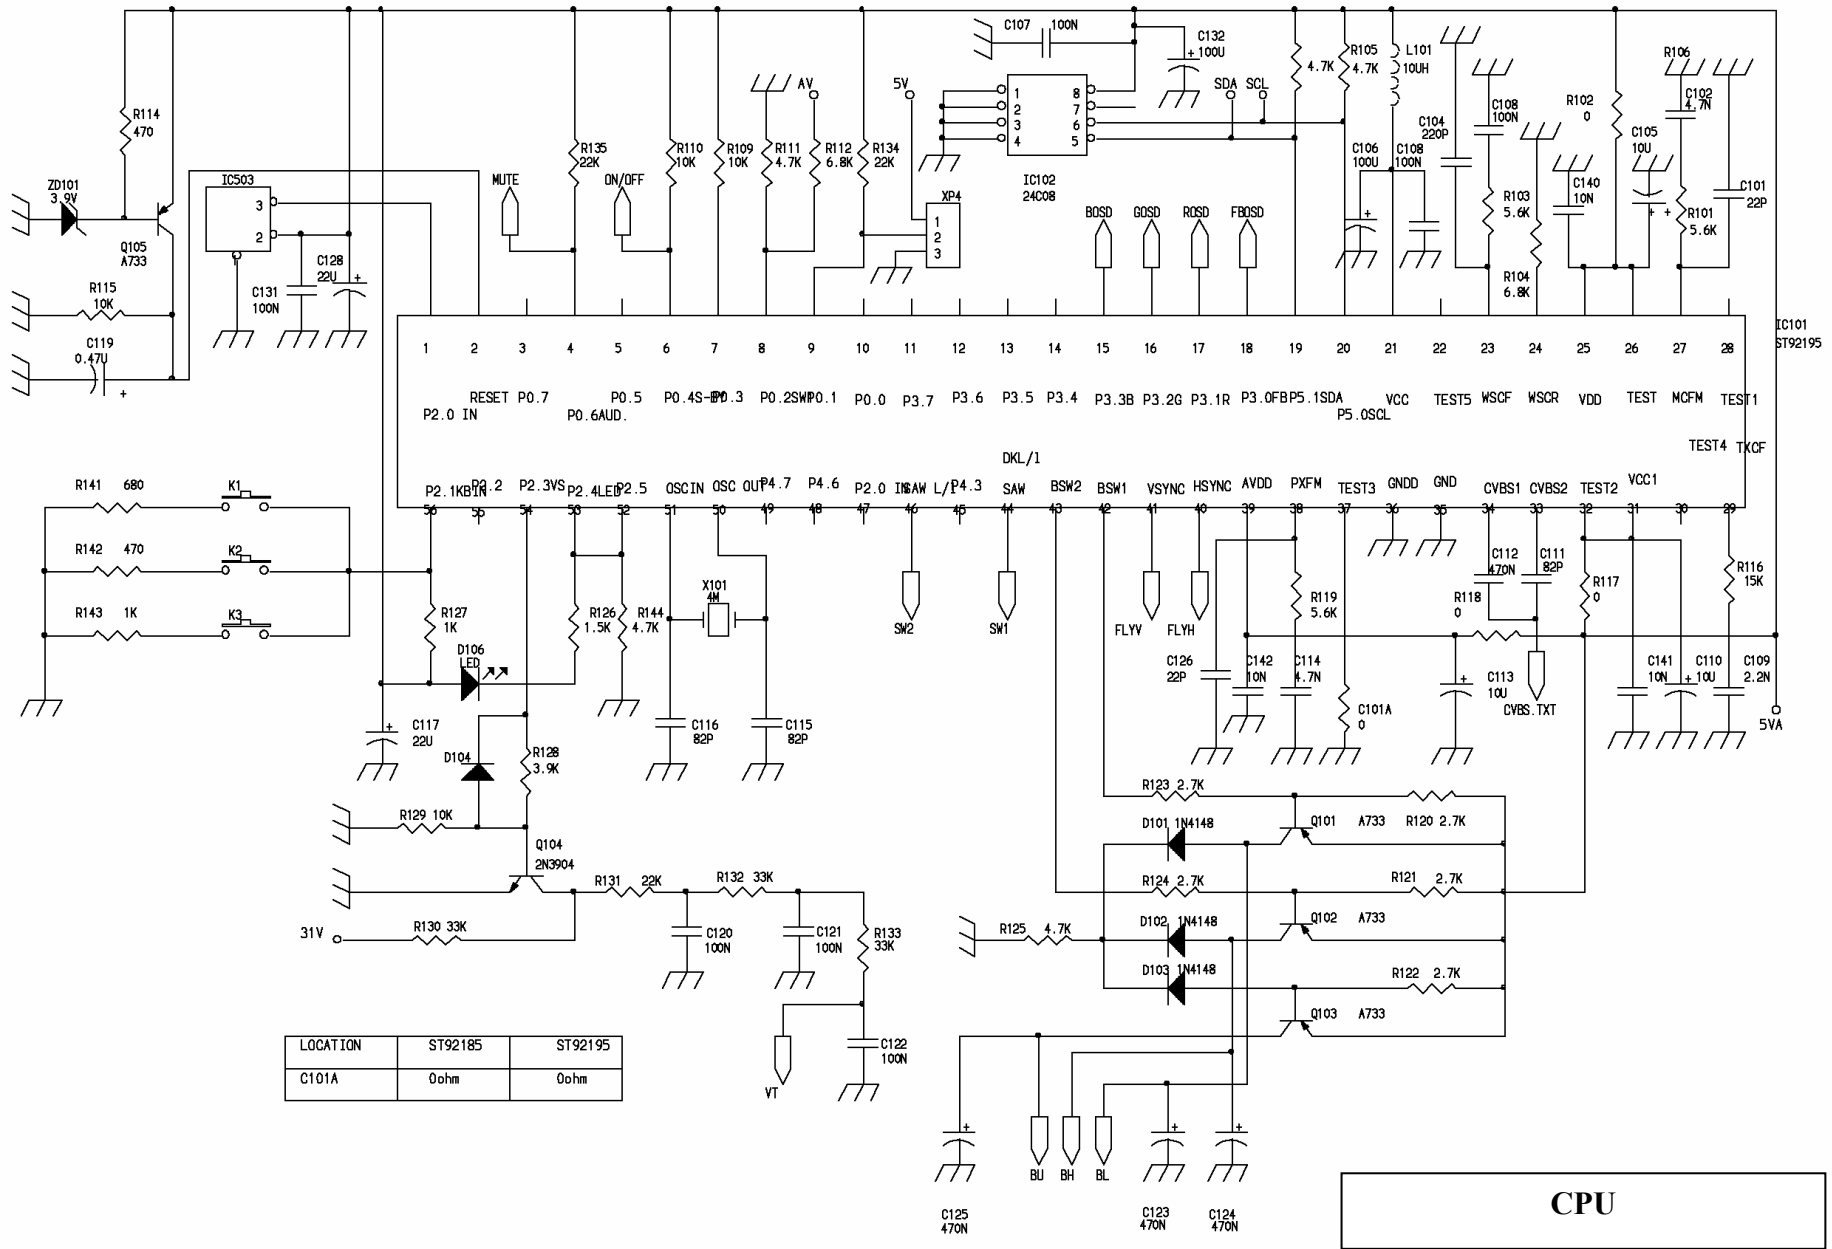 C107 100N
C132
100U
R114
470
ZD101
3.9V
Q105
A733
IC503
3
2
C128
22U
C131
100N
R115
10K
C119
0.47U
+
MUTE
R135
22K
ON/OFF
R110
10K
R109
10K
R111
4.7K
AV
R112
6.8K
R134
22K
5V
XP4
1
2
3
1
2
3
4
8
7
6
5
IC102
24C08
SDA SCL
4.7K
R105
4.7K
L101
10UH
C106
100U
C108
100N
C104
220P
C108
100N
R103
5.6K
R104
6.8K
R102
0
C140
10N
C105
10U
R106
C102
4.7N
R101
5.6K
C101
22P
BOSD GOSD ROSD FBOSD
IC101
ST92195
1 2 3 4 5 6 7 8 9 10 11 12 13 14 15 16 17 18 19 20 21 22 23 24 25 26 27 28
P2.0 IN RESET P0.7 P0.6AUD. P0.5 P0.4S-BY P0.3 P0.2SWP P0.1 P0.0 P3.7 P3.6 P3.5 P3.4 P3.3B P3.2G P3.1R P3.0FB P5.1SDA P5.0SCL VCC TEST5 WSCF WSCR VDD TEST MCFM TEST1
TEST4 TXCF
DKL/I
P2.1KBIN P2.2 P2.3VS P2.4LED P2.5 OSCIN OSC OUT P4.7 P4.6 P2.0 IN SAW L/I P4.3 SAW BSW2 BSW1 VSYNC HSYNC AVDD PXFM TEST3 GNDD GND CVBS1 CVBS2 TEST2 VCC1
56 55 54 53 52 51 50 49 48 47 46 45 44 43 42 41 40 39 38 37 36 35 34 33 32 31 30 29
R141 680 K1
R142 470 K2
R143 1K K3
R127
1K
D106
LED
R126
1.5K
R144
4.7K
X101
4M
C117
22U
D104
R128
3.9K
C116
82P
C115
82P
SW2
SW1
FLYV
FLYH
C126
22P
C142
10N
R119
5.6K
C114
4.7N
C101A
0
C112
470N
C111
82P
R118
0
R117
0
C113
10U
CVBS.TXT
C141
10N
C110
10U
R116
15K
C109
2.2N
5VA
R129 10K
Q104
2N3904
R131 22K
R132 33K
R130 33K
31V
C120
100N
C121
100N
R133
33K
VT
C122
100N
R123 2.7K
D101 1N4148
Q101 A733
R120 2.7K
R124 2.7K
R121 2.7K
R125 4.7K
D102 1N4148
Q102 A733
D103 1N4148
R122 2.7K
Q103 A733
BU BH BL
C125
470N
C123
470N
C124
470N
LOCATION ST92185 ST92195
C101A 0ohm 0ohm
CPU